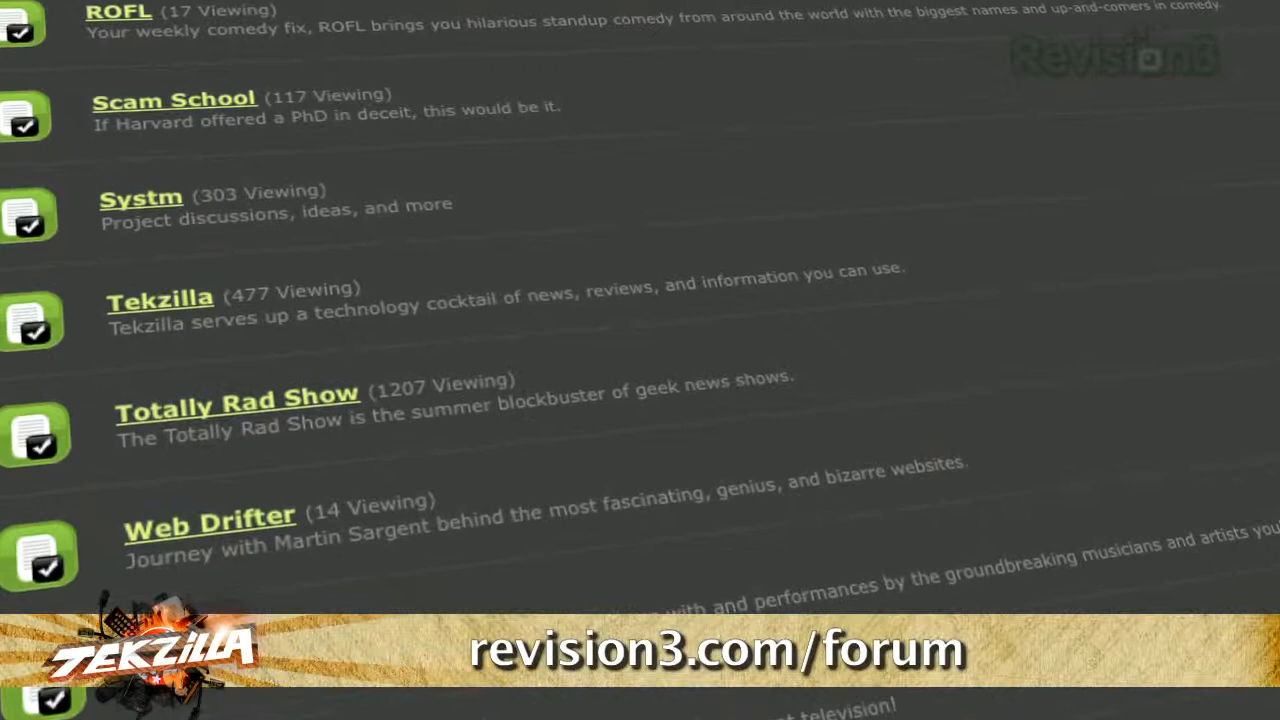 ROFL (17 Viewing)
Your weekly comedy fix, ROFL brings you hilarious standup comedy from around the world with the biggest names and up-and-comers in comedy.
Revision3
Scam School (117 Viewing)
If Harvard offered a PhD in deceit, this would be it.
Systm (303 Viewing)
Project discussions, ideas, and more
Tekzilla (477 Viewing)
Tekzilla serves up a technology cocktail of news, reviews, and information you can use.
Totally Rad Show (1207 Viewing)
The Totally Rad Show is the summer blockbuster of geek news shows.
Web Drifter (14 Viewing)
Journey with Martin Sargent behind the most fascinating, genius, and bizarre websites.
with and performances by the groundbreaking musicians and artists you
TEKZILLA
revision3.com/forum
television!